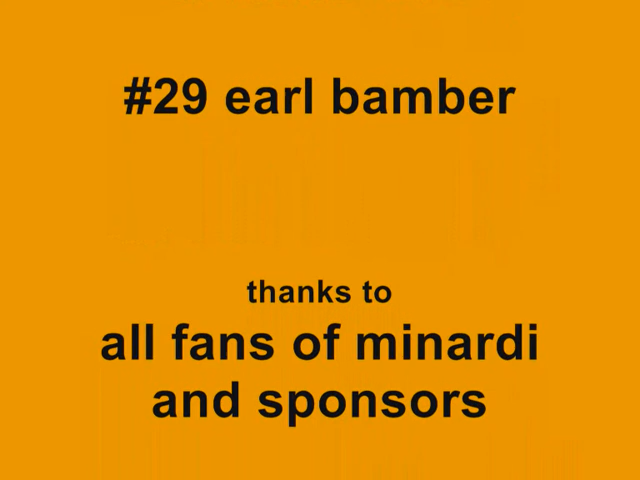 #29 earl bamber
thanks to
all fans of minardi
and sponsors